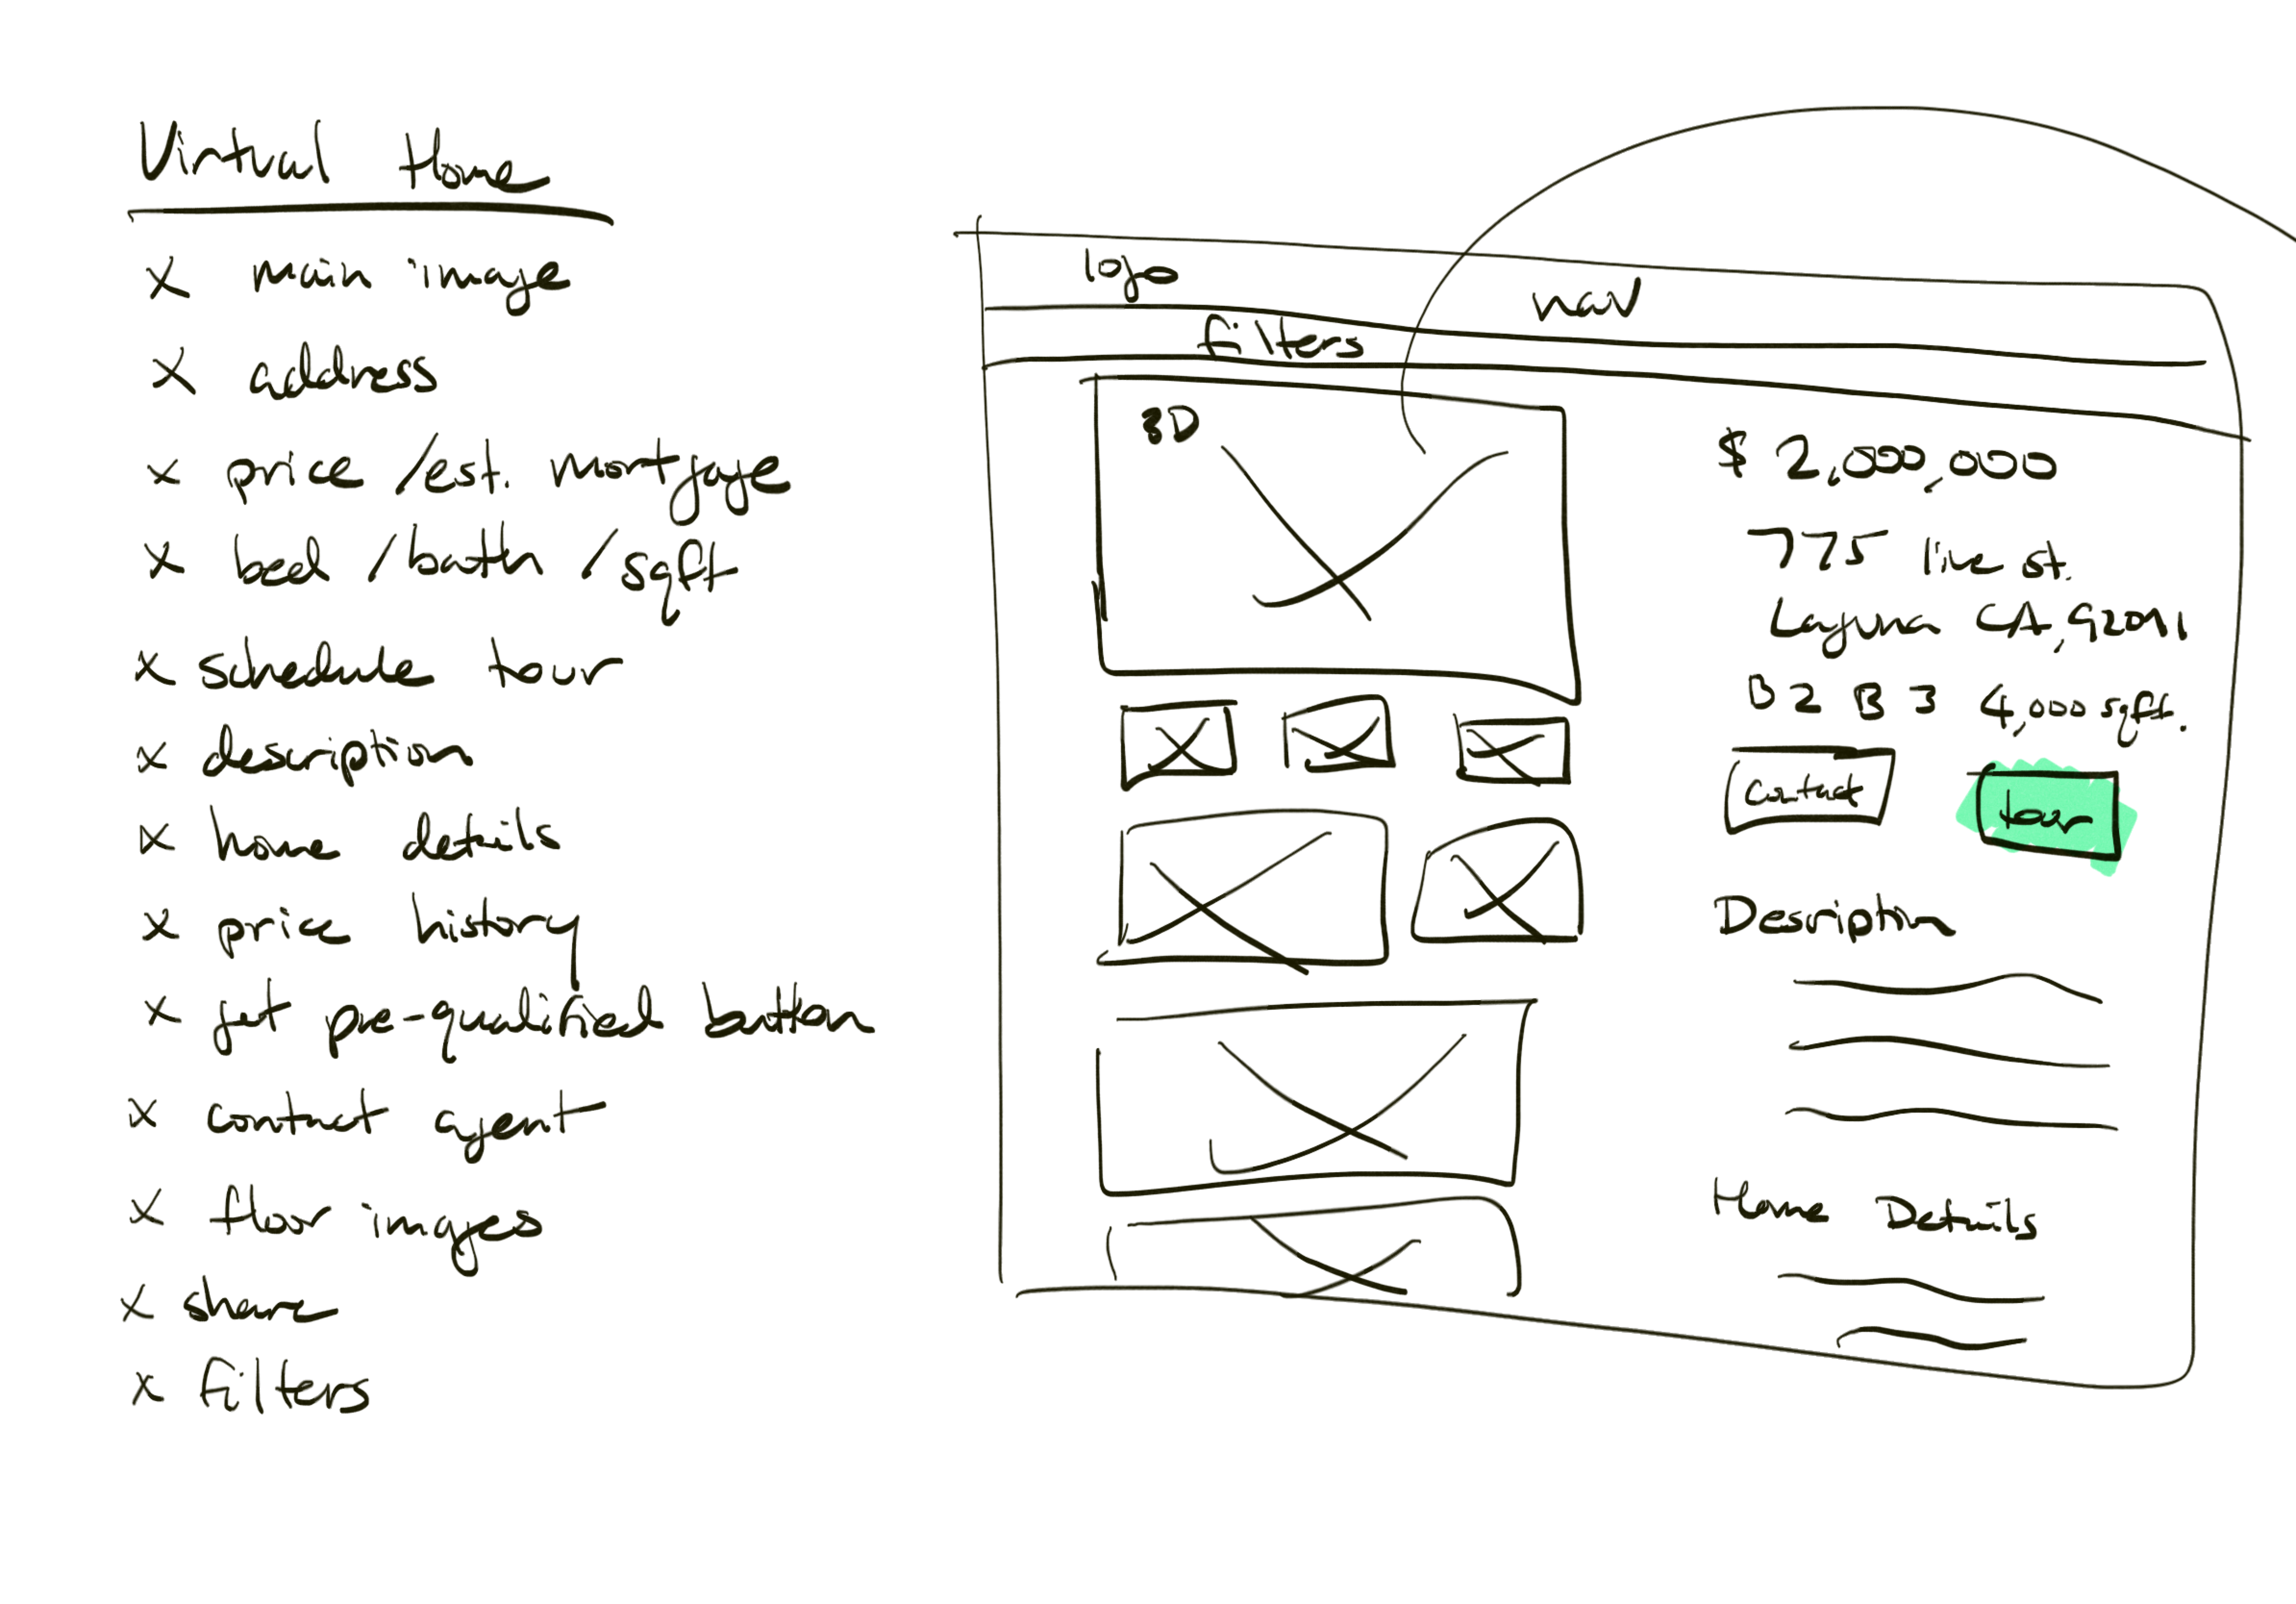 Virtual Home
x main image
x address
x price /est. mortgage
x bed /bath /sqft
x schedule tour
x description
x home details
x price history
x get pre-qualified button
x contact agent
x floor images
x share
x filters
logo
nav
filters
3D
$ 2,000,000
775 live st.
Laguna CA,
B 2 B 3 4,000 sqft.
Contact
tour
Description
Home Details